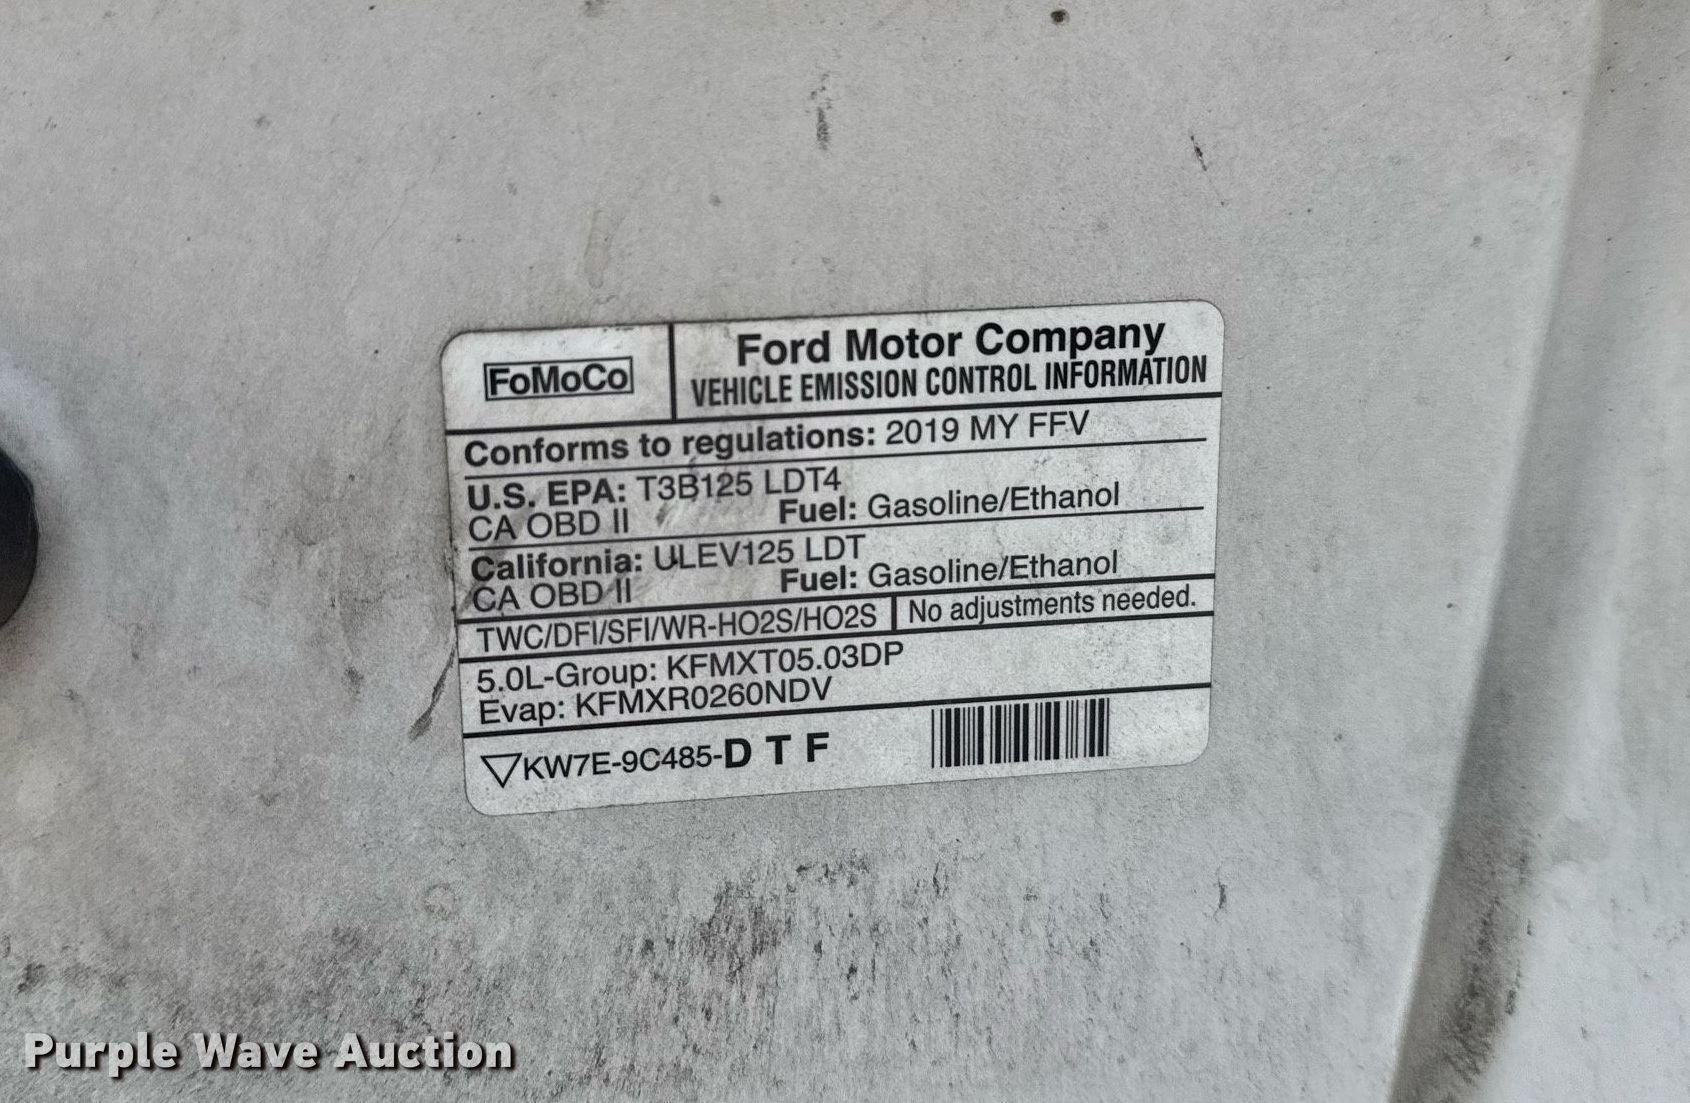 FoMoCo
Ford Motor Company
VEHICLE EMISSION CONTROL INFORMATION
Conforms to regulations: 2019 MY FFV
U.S. EPA: T3B125 LDT4
CA OBD II Fuel: Gasoline/Ethanol
California: ULEV125 LDT
CA OBD II Fuel: Gasoline/Ethanol
TWC/DFI/SFI/WR-HO2S/HO2S No adjustments needed.
5.0L-Group: KFMXT05.03DP
Evap: KFMXR0260NDV
KW7E-9C485-D T F
Purple Wave Auction